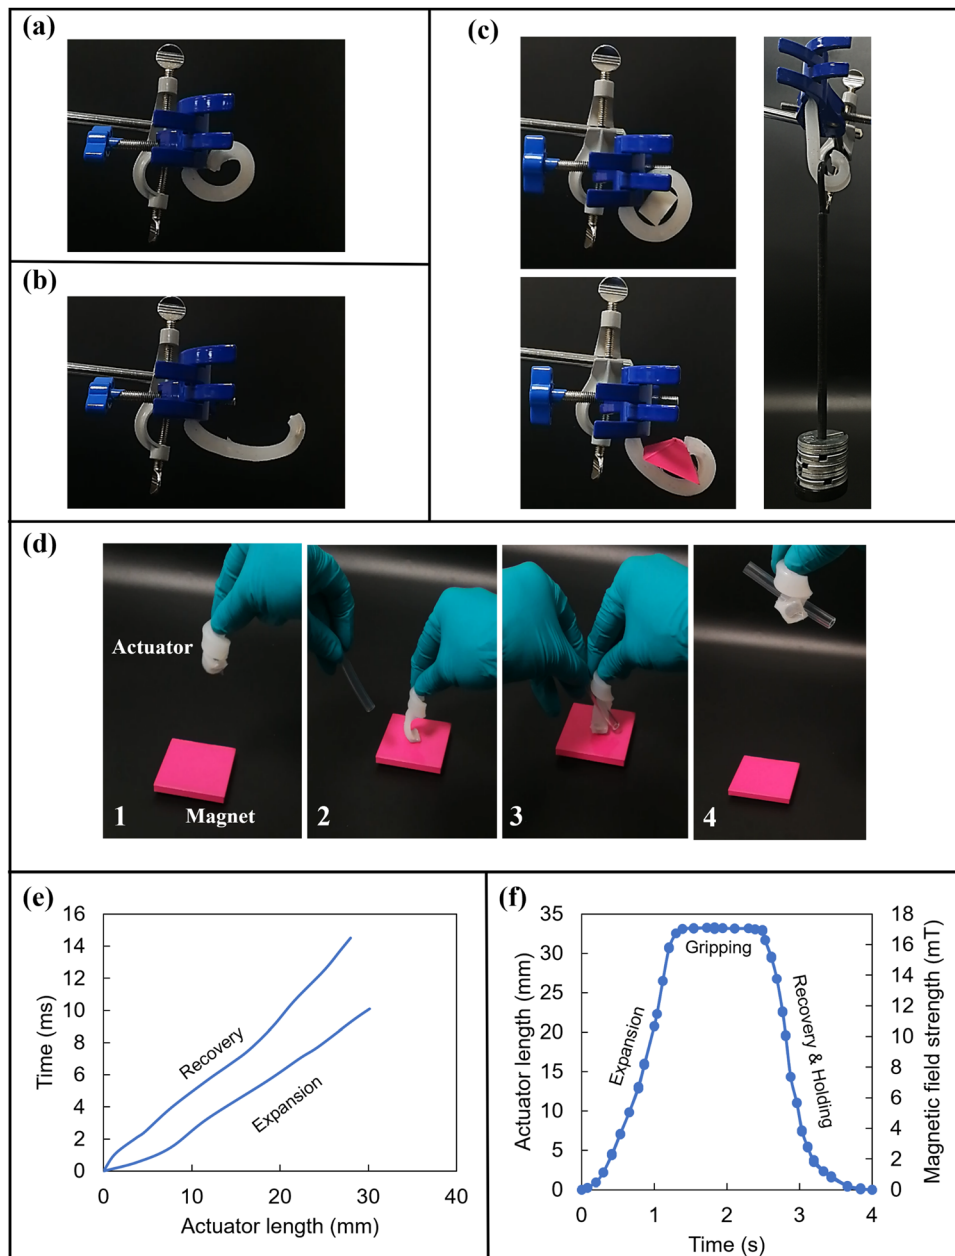 (a)
(b)
(c)
(d)
Actuator
Magnet
1
2
3
4
(e)
16
14
12
10
8
6
4
2
0
Time (ms)
Recovery
Expansion
0
10
20
30
40
Actuator length (mm)
(f)
35
30
25
20
15
10
5
0
Actuator length (mm)
Expansion
Gripping
Recovery & Holding
18
16
14
12
10
8
6
4
2
0
Magnetic field strength (mT)
0
1
2
3
4
Time (s)